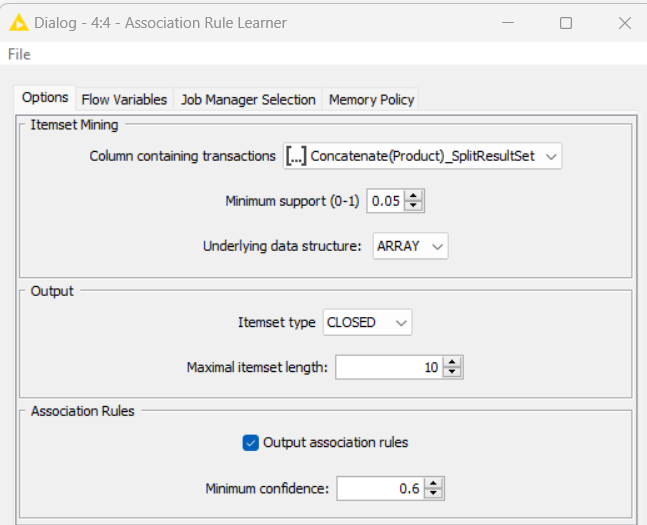 Dialog - 4:4 - Association Rule Learner
File
Options Flow Variables Job Manager Selection Memory Policy
Itemset Mining
Column containing transactions [...] Concatenate(Product)_SplitResultSet
Minimum support (0-1) 0.05
Underlying data structure: ARRAY
Output
Itemset type CLOSED
Maximal itemset length: 10
Association Rules
Output association rules
Minimum confidence: 0.6